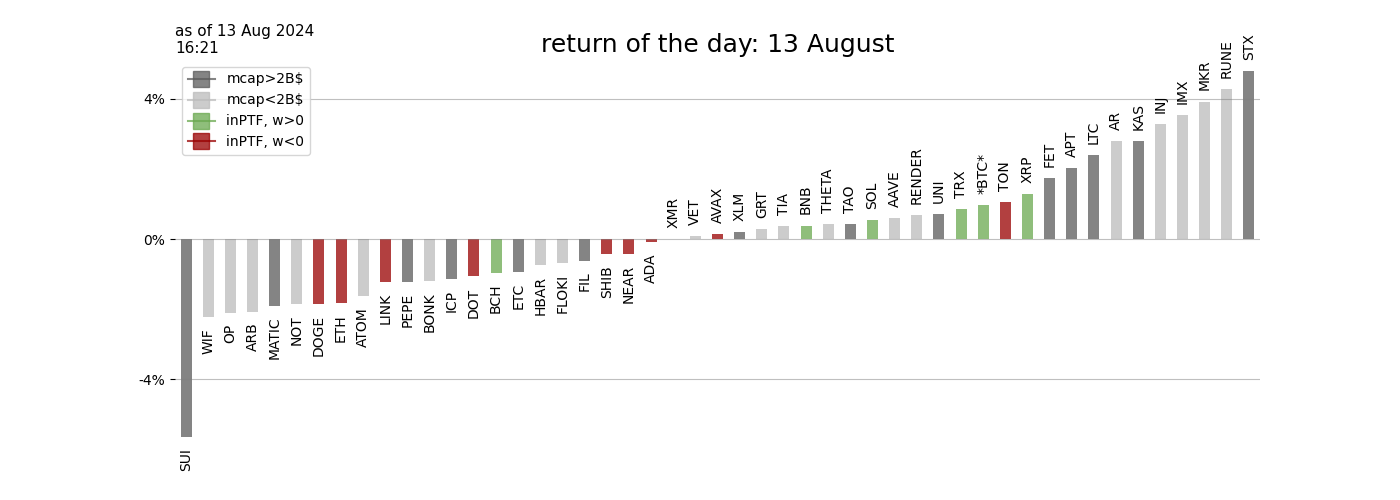 as of 13 Aug 2024
16:21
return of the day: 13 August
mcap>2B$
mcap<2B$
inPTF, w>0
inPTF, w<0
4%
0%
-4%
SUI
WIF
OP
ARB
MATIC
NOT
DOGE
ETH
ATOM
LINK
PEPE
BONK
ICP
DOT
BCH
ETC
HBAR
FLOKI
FIL
SHIB
NEAR
ADA
XMR
VET
AVAX
XLM
GRT
TIA
BNB
THETA
TAO
SOL
AAVE
RENDER
UNI
TRX
*BTC*
TON
XRP
FET
APT
LTC
AR
KAS
INJ
IMX
MKR
RUNE
STX